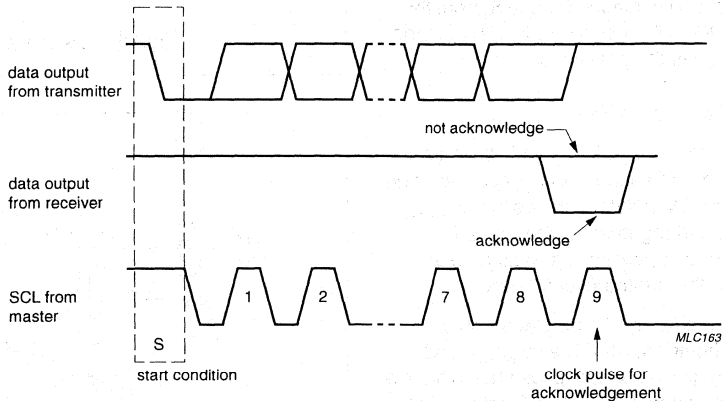 data output
from transmitter
not acknowledge
data output
from receiver
acknowledge
SCL from
master
1
2
7
8
9
S
MLC163
start condition
clock pulse for
acknowledgement